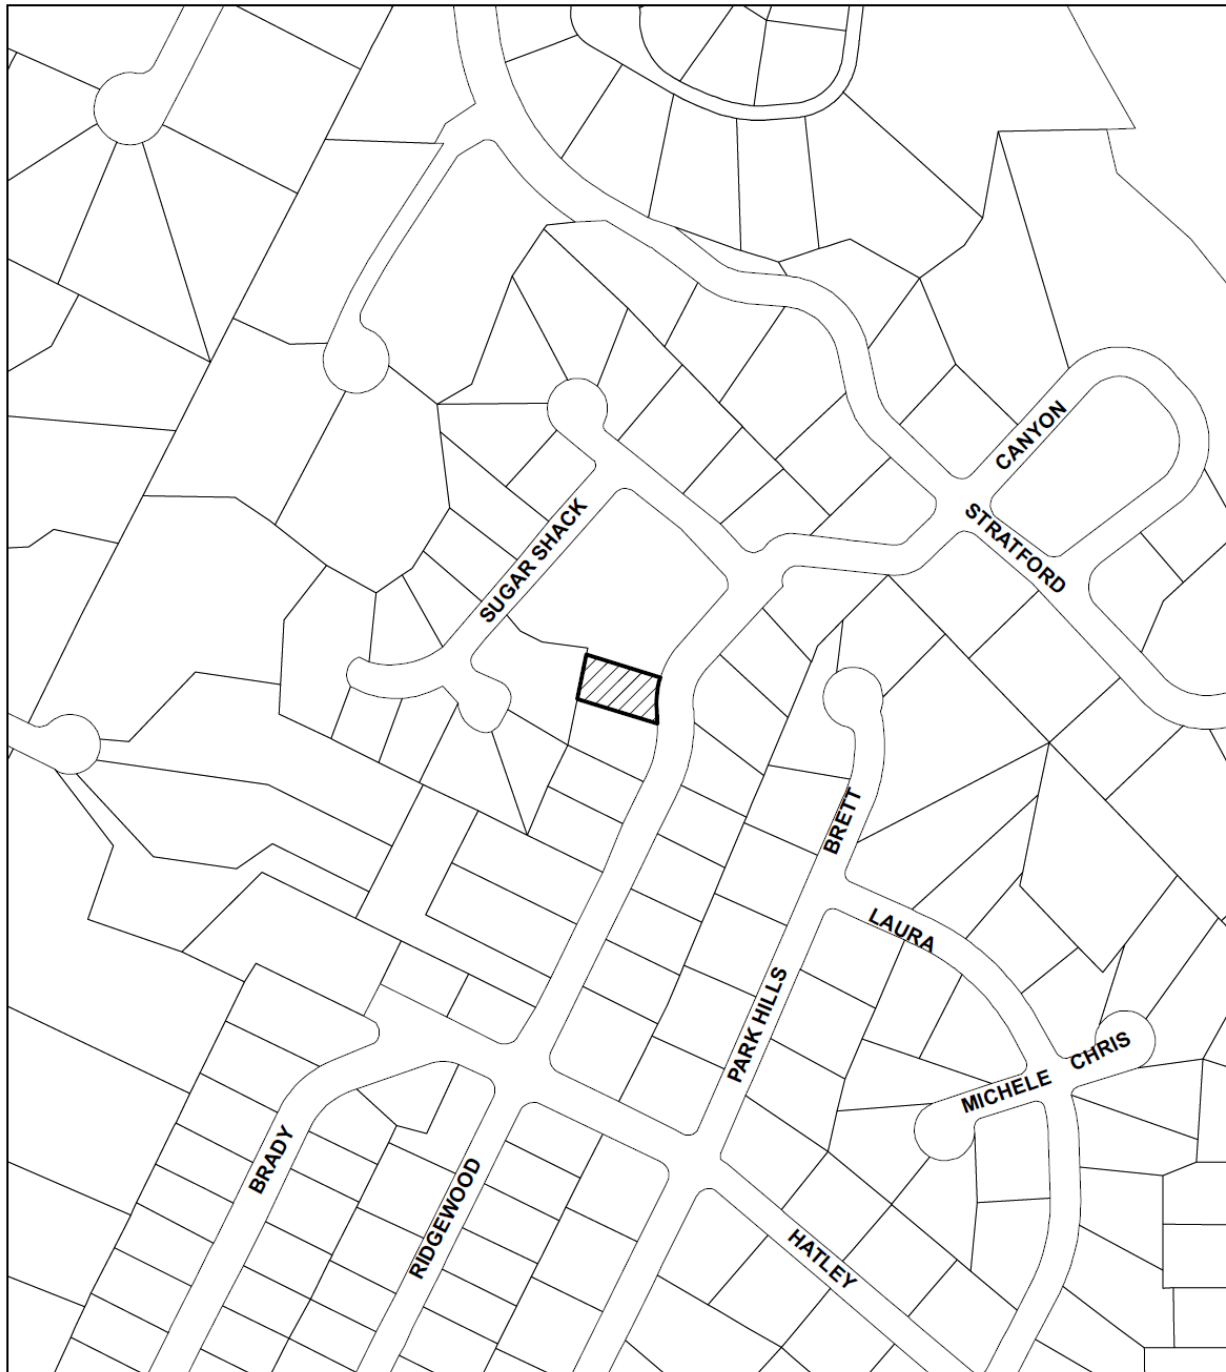 CANYON
STRATFORD
SUGAR SHACK
BRETT
LAURA
PARK HILLS
CHRIS
MICHELE
BRADY
RIDGEWOOD
HATLEY